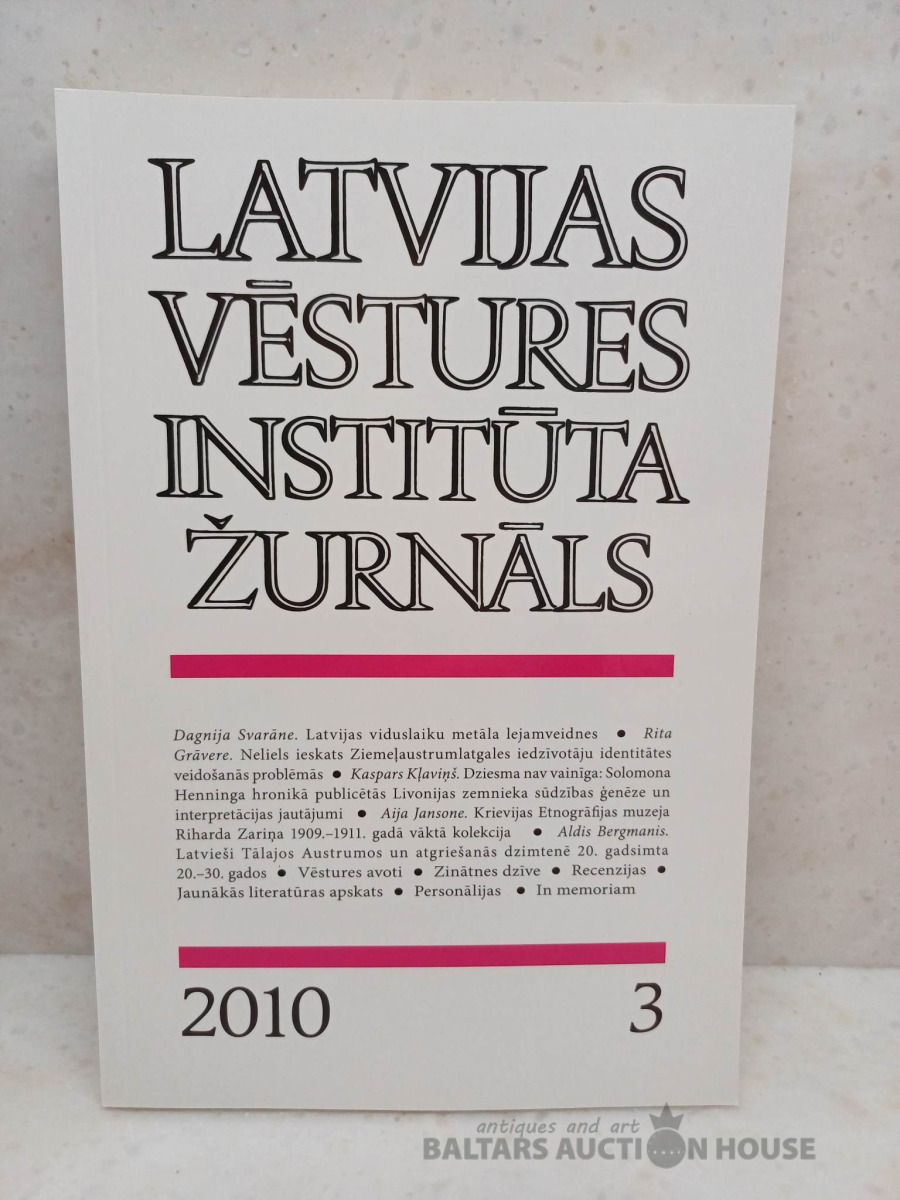 LATVIJAS
VĒSTURES
INSTITŪTA
ŽURNĀLS
Dagnija Svarāne. Latvijas viduslaiku metāla lejamveidnes ● Rita
Grāvere. Neliels ieskats Ziemeļaustrumlatgales iedzīvotāju identitātes
veidošanās problēmās ● Kaspars Kļaviņš. Dziesma nav vainīga: Solomona
Henninga hronikā publicētās Livonijas zemnieka sūdzības ģenēze un
interpretācijas jautājumi ● Aija Jansone. Krievijas Etnogrāfijas muzeja
Riharda Zariņa 1909.–1911. gadā vāktā kolekcija ● Aldis Bergmanis.
Latvieši Tālajos Austrumos un atgriešanās dzimtenē 20. gadsimta
20.–30. gados ● Vēstures avoti ● Zinātnes dzīve ● Recenzijas ●
Jaunākās literatūras apskats ● Personālijas ● In memoriam
2010 3
antiques and art
BALTARS AUCTION HOUSE